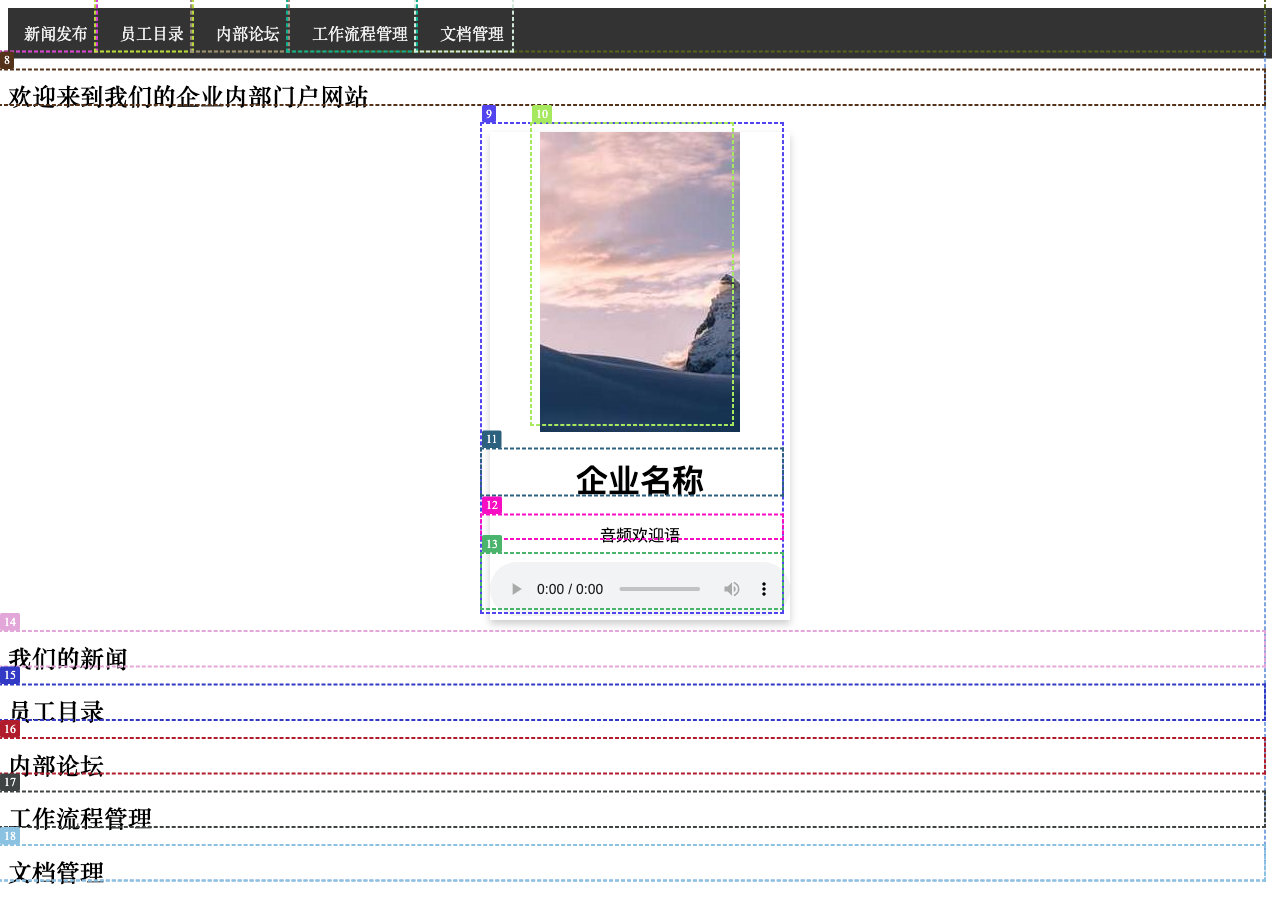 新闻发布 员工目录 内部论坛 工作流程管理 文档管理
8
欢迎来到我们的企业内部门户网站
9 10
11
企业名称
12
音频欢迎语
13
0:00 / 0:00
14
我们的新闻
15
员工目录
16
内部论坛
17
工作流程管理
18
文档管理